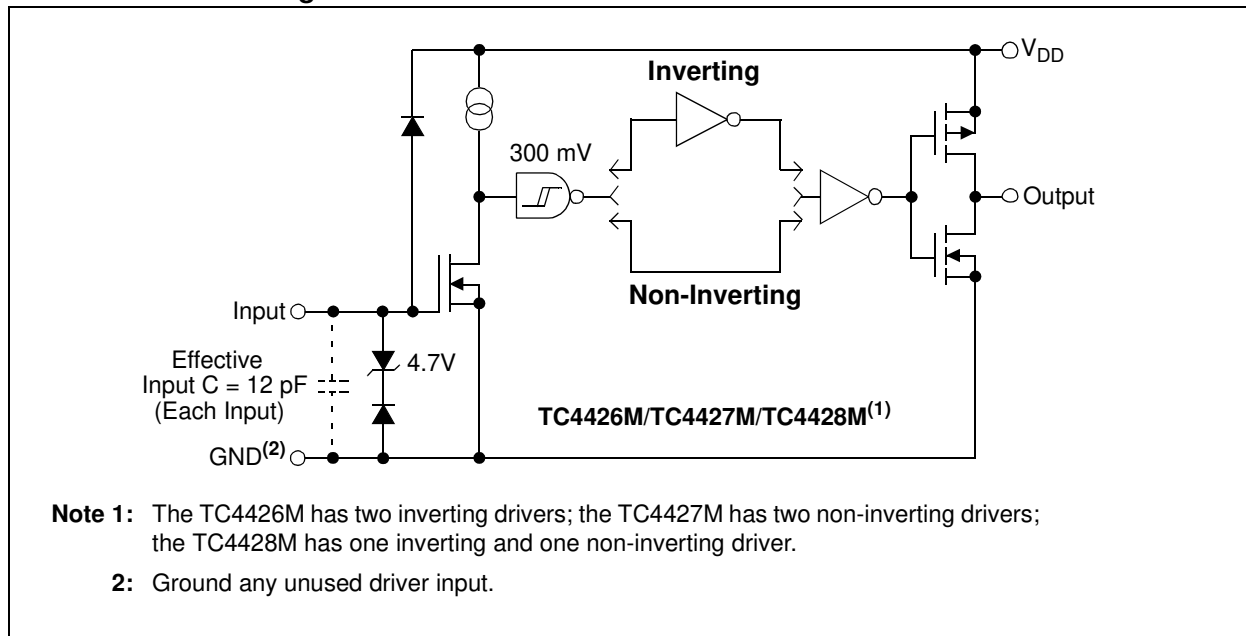 V_DD
Inverting
300 mV
Output
Non-Inverting
Input
Effective
Input C = 12 pF
(Each Input)
4.7V
TC4426M/TC4427M/TC4428M(1)
GND(2)
Note 1: The TC4426M has two inverting drivers; the TC4427M has two non-inverting drivers;
the TC4428M has one inverting and one non-inverting driver.
2: Ground any unused driver input.